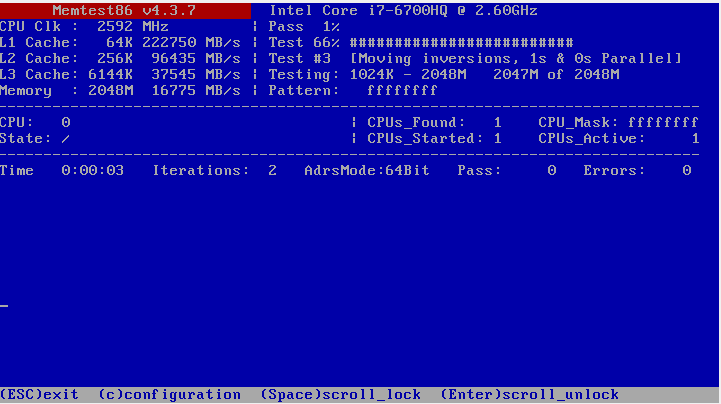 Memtest86 v4.3.7 Intel Core i7-6700HQ @ 2.60GHz
CPU Clk : 2592 MHz | Pass 1%
L1 Cache: 64K 222750 MB/s | Test 66% #########################
L2 Cache: 256K 96435 MB/s | Test #3 [Moving inversions, 1s & 0s Parallel]
L3 Cache: 6144K 37545 MB/s | Testing: 1024K - 2048M 2047M of 2048M
Memory : 2048M 16775 MB/s | Pattern: ffffffff
------------------------------------------------------------------------------
CPU: 0 | CPUs_Found: 1 CPU_Mask: ffffffff
State: / | CPUs_Started: 1 CPUs_Active: 1
------------------------------------------------------------------------------
Time 0:00:03 Iterations: 2 AdrsMode:64Bit Pass: 0 Errors: 0
(ESC)exit (c)configuration (Space)scroll_lock (Enter)scroll_unlock